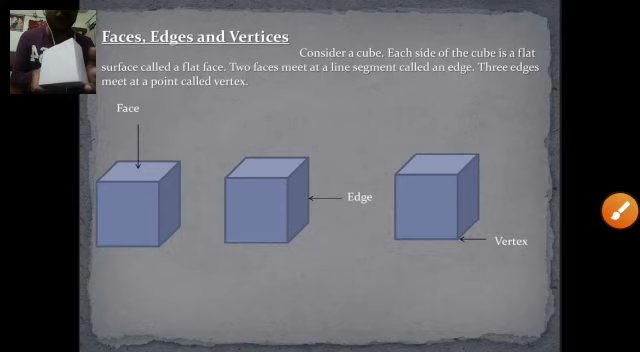 Faces, Edges and Vertices
Consider a cube. Each side of the cube is a flat
surface called a flat face. Two faces meet at a line segment called an edge. Three edges
meet at a point called vertex.
Face
Edge
Vertex